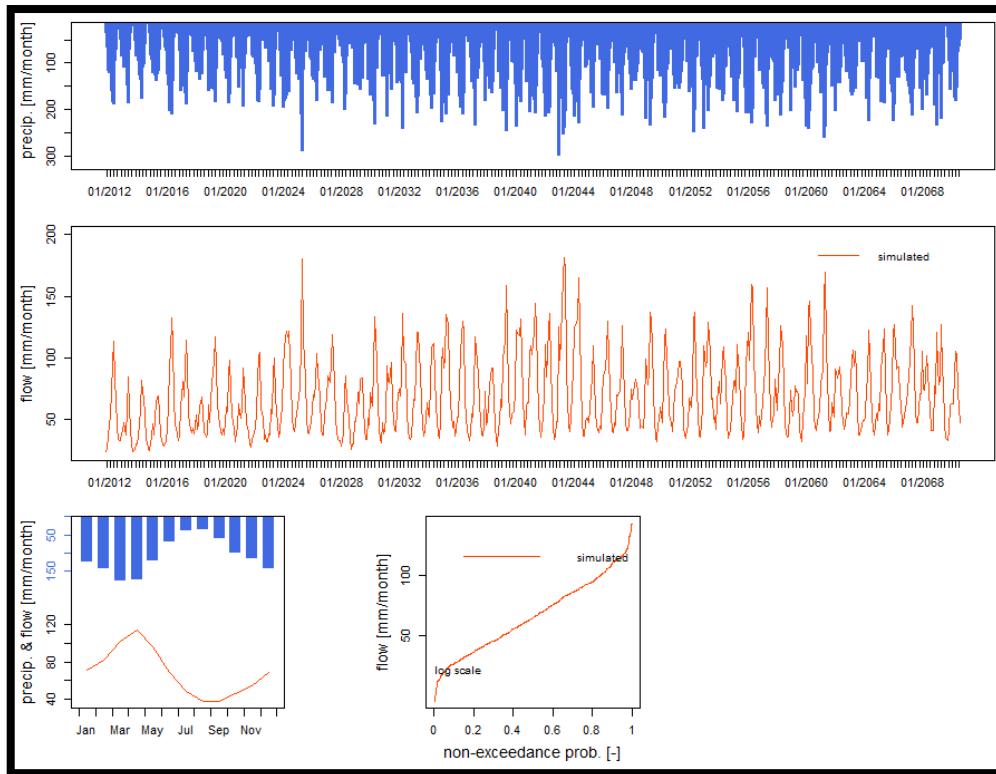 precip. [mm/month]
100
200
300
01/2012 01/2016 01/2020 01/2024 01/2028 01/2032 01/2036 01/2040 01/2044 01/2048 01/2052 01/2056 01/2060 01/2064 01/2068
flow [mm/month]
200
150
100
50
simulated
01/2012 01/2016 01/2020 01/2024 01/2028 01/2032 01/2036 01/2040 01/2044 01/2048 01/2052 01/2056 01/2060 01/2064 01/2068
precip. & flow [mm/month]
50
150
120
80
40
Jan Mar May Jul Sep Nov
flow [mm/month]
100
50
simulated
log scale
0 0.2 0.4 0.6 0.8 1
non-exceedance prob. [-]